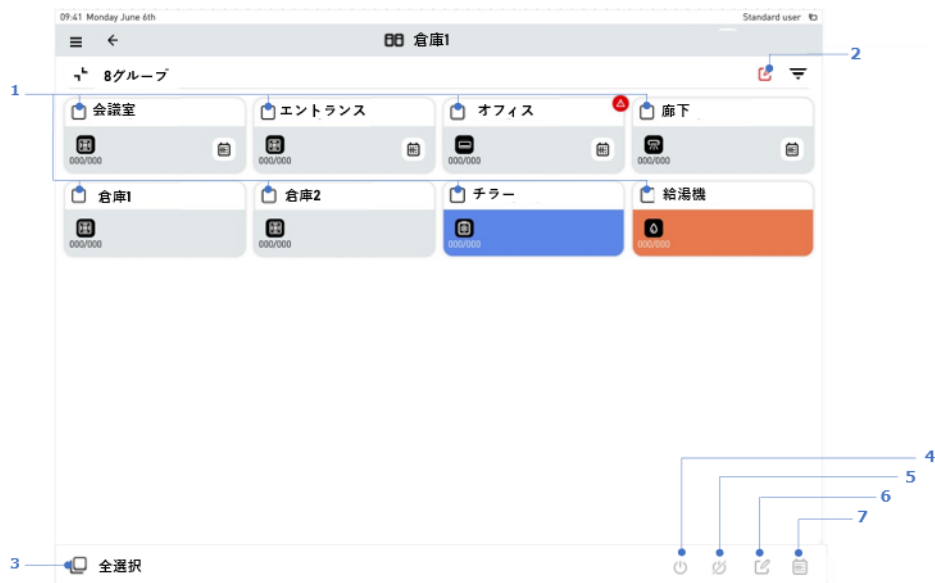 09:41 Monday June 6th Standard user
倉庫1
2
8グループ
1
会議室 エントランス オフィス 廊下
000/000 000/000 000/000 000/000
倉庫1 倉庫2 チラー 給湯機
000/000 000/000 000/000 000/000
4
5
6
7
3 全選択